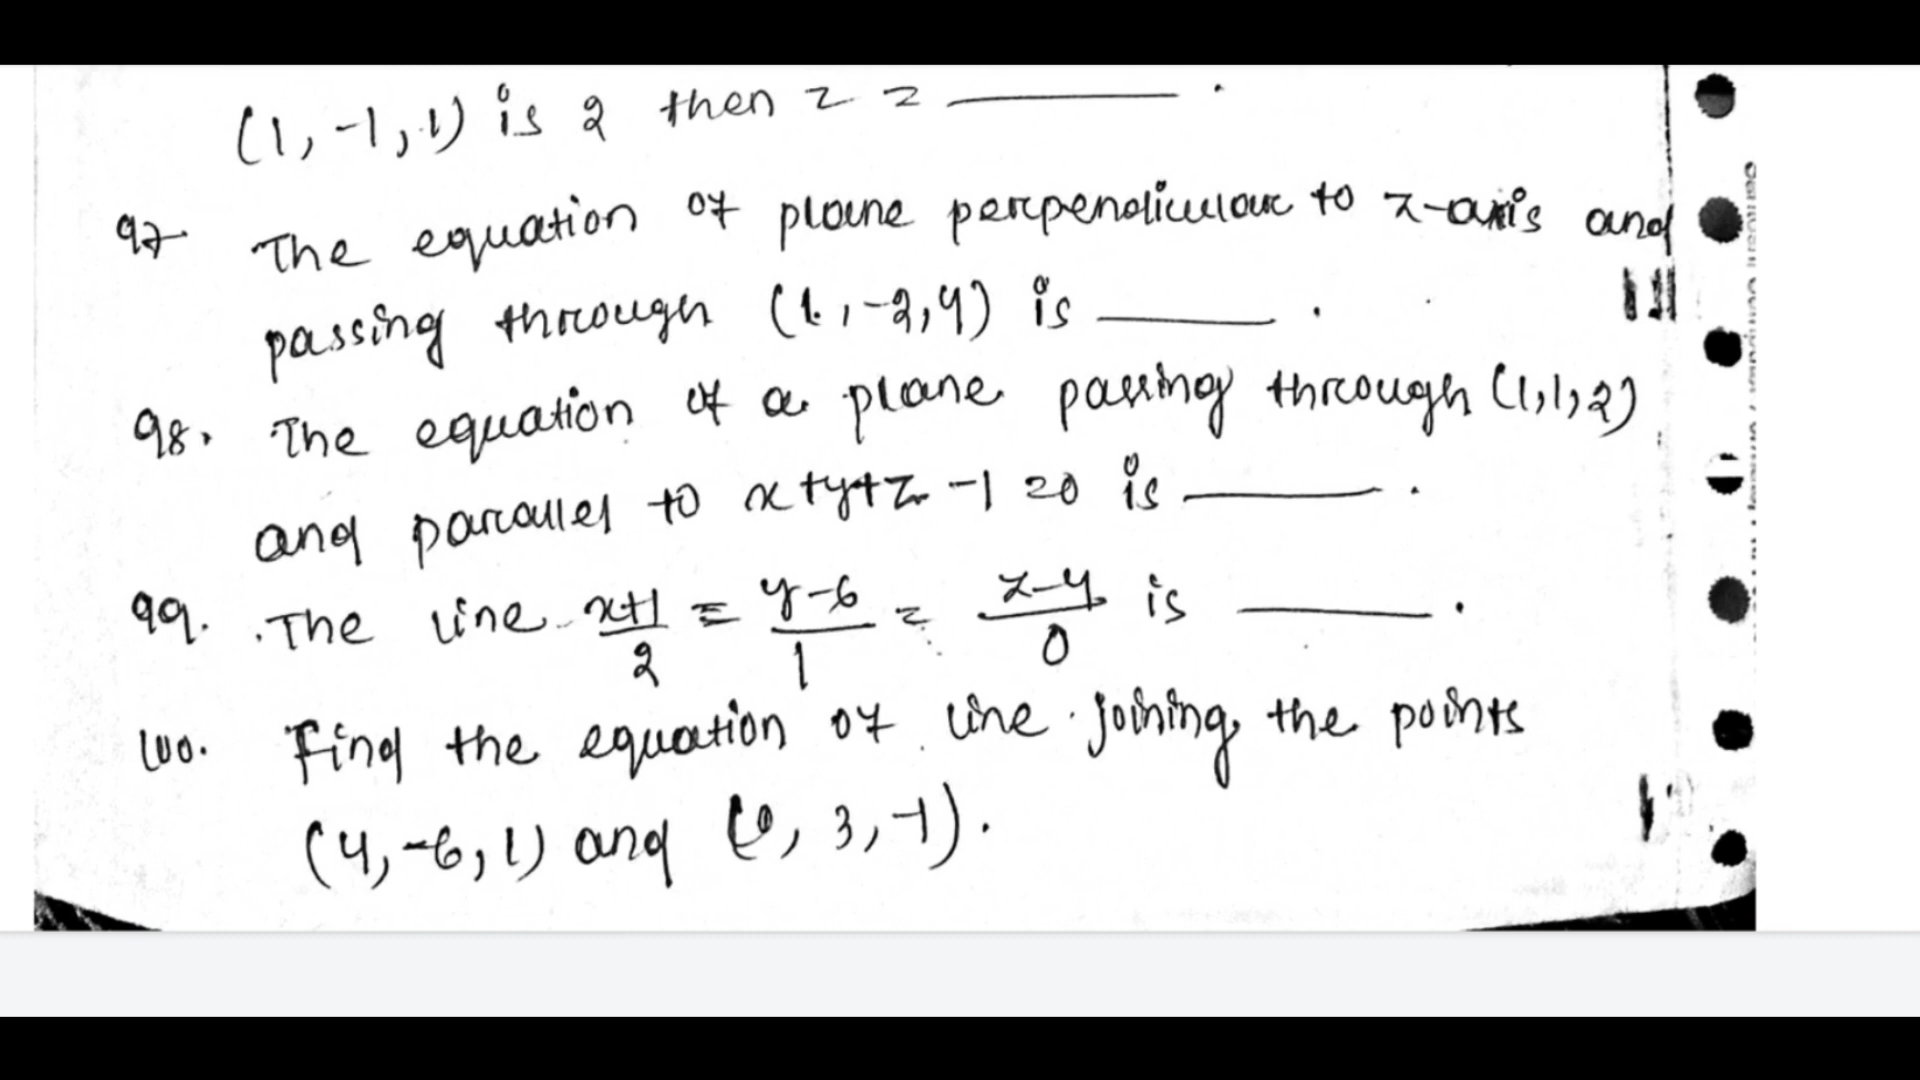 (1, -1, 1) is 2 then z = ______.
97 The equation of plane perpendicular to z-axis and
passing through (1, -2, 4) is ______.
98. The equation of a plane passing through (1, 1, 2)
and parallel to x+y+z-1=0 is ______.
99. The line x+1/2 = y-6/1 = z-4/0 is ______.
100. Find the equation of line joining the points
(4, -6, 1) and (0, 3, -1).